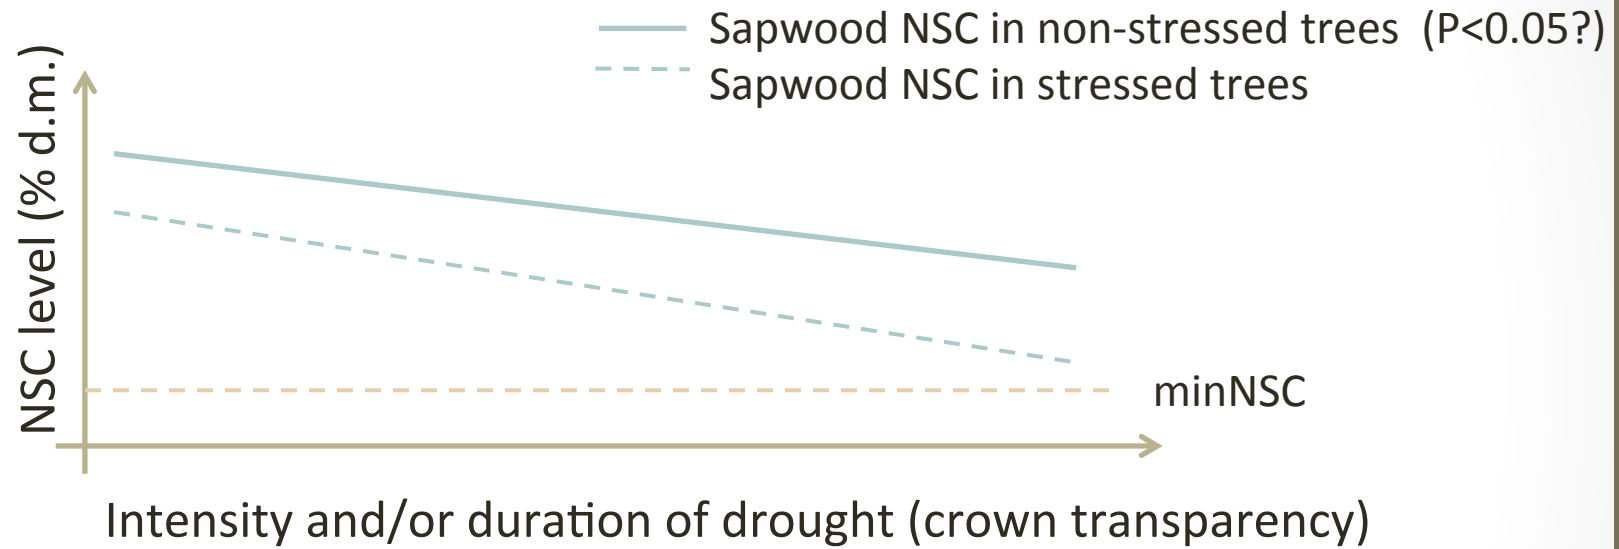 Sapwood NSC in non-stressed trees (P<0.05?)
Sapwood NSC in stressed trees
NSC level (% d.m.)
minNSC
Intensity and/or duration of drought (crown transparency)